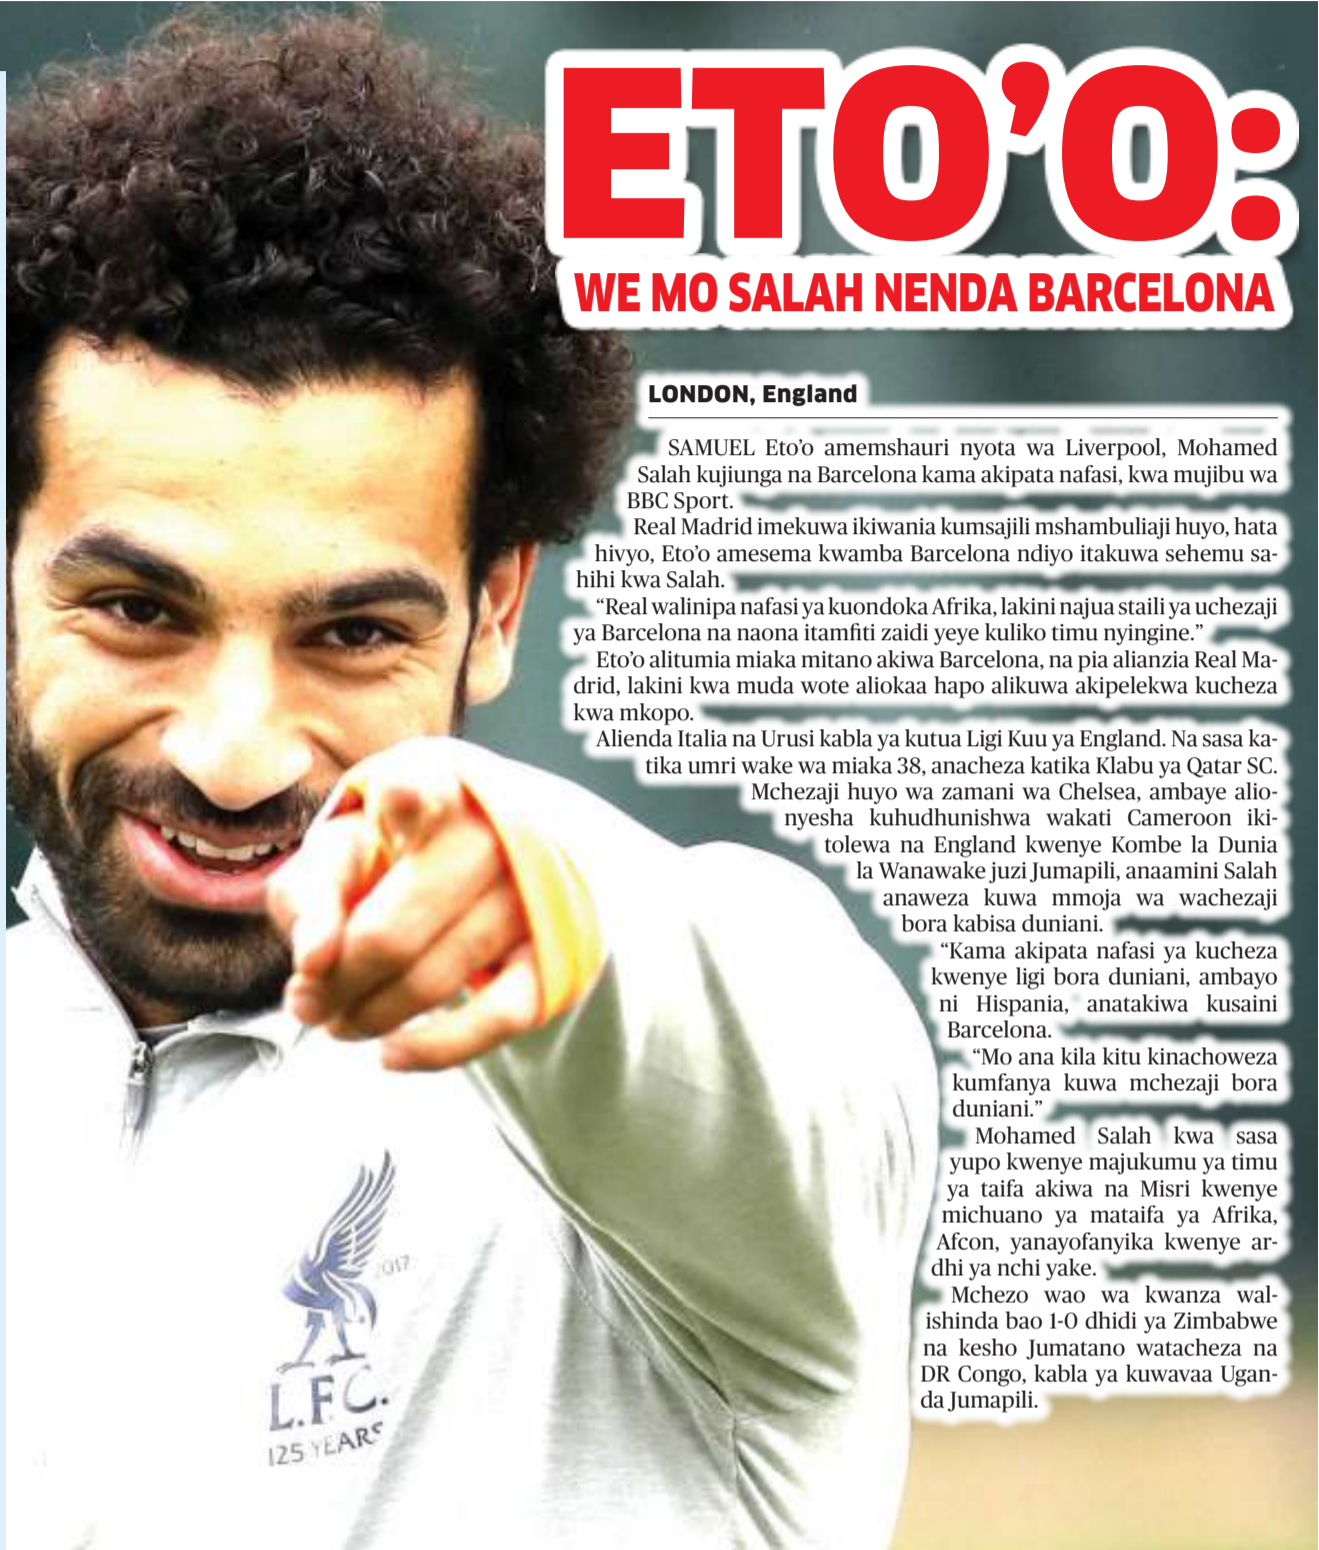 ETO’O:
WE MO SALAH NENDA BARCELONA
LONDON, England
SAMUEL Eto’o amemshauri nyota wa Liverpool, Mohamed
Salah kujiunga na Barcelona kama akipata nafasi, kwa mujibu wa
BBC Sport.
Real Madrid imekuwa ikiwania kumsajili mshambuliaji huyo, hata
hivyo, Eto’o amesema kwamba Barcelona ndiyo itakuwa sehemu sa-
hihi kwa Salah.
“Real walinipa nafasi ya kuondoka Afrika, lakini najua staili ya uchezaji
ya Barcelona na naona itamfiti zaidi yeye kuliko timu nyingine.”
Eto’o alitumia miaka mitano akiwa Barcelona, na pia alianzia Real Ma-
drid, lakini kwa muda wote aliokaa hapo alikuwa akipelekwa kucheza
kwa mkopo.
Alienda Italia na Urusi kabla ya kutua Ligi Kuu ya England. Na sasa ka-
tika umri wake wa miaka 38, anacheza katika Klabu ya Qatar SC.
Mchezaji huyo wa zamani wa Chelsea, ambaye alio-
nyesha kuhudhunishwa wakati Cameroon iki-
tolewa na England kwenye Kombe la Dunia
la Wanawake juzi Jumapili, anaamini Salah
anaweza kuwa mmoja wa wachezaji
bora kabisa duniani.
“Kama akipata nafasi ya kucheza
kwenye ligi bora duniani, ambayo
ni Hispania, anatakiwa kusaini
Barcelona.
“Mo ana kila kitu kinachoweza
kumfanya kuwa mchezaji bora
duniani.”
Mohamed Salah kwa sasa
yupo kwenye majukumu ya timu
ya taifa akiwa na Misri kwenye
michuano ya mataifa ya Afrika,
Afcon, yanayofanyika kwenye ar-
dhi ya nchi yake.
Mchezo wao wa kwanza wal-
ishinda bao 1-0 dhidi ya Zimbabwe
na kesho Jumatano watacheza na
DR Congo, kabla ya kuwavaa Ugan-
da Jumapili.
2017
L.F.C.
125 YEARS